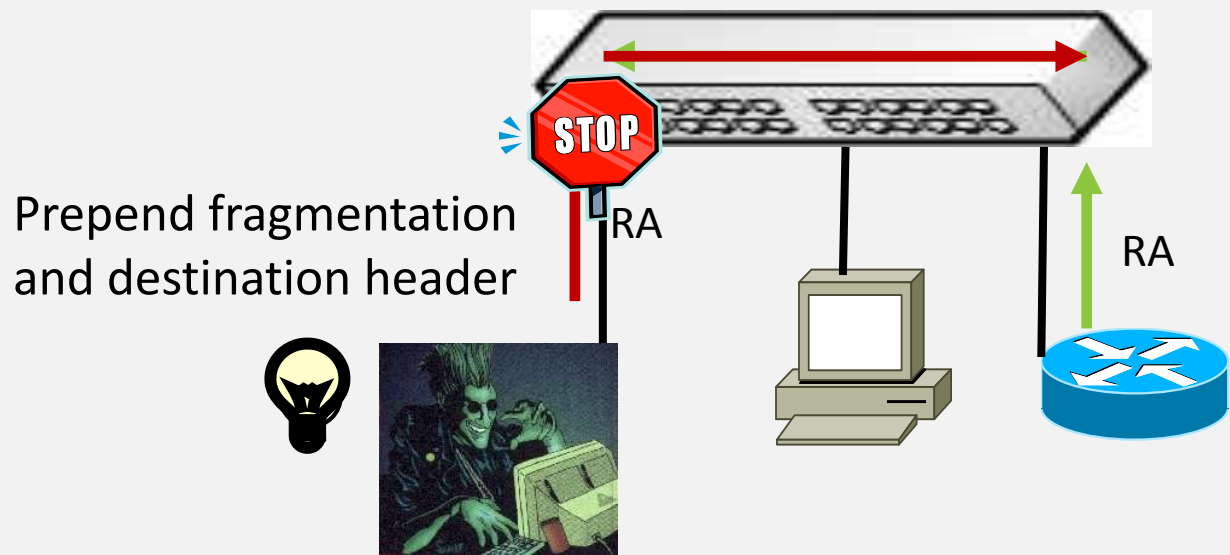 STOP
Prepend fragmentation
and destination header
RA
RA